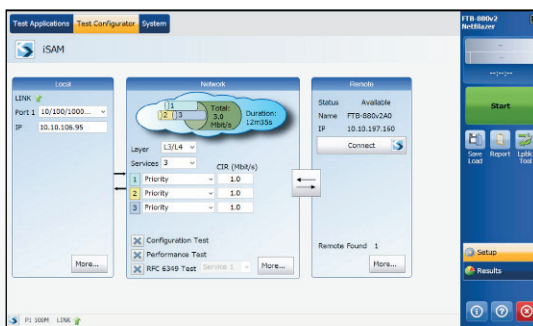 Test Applications Test Configurator System
FTB-880v2
NetBlazer
iSAM
--
--
--:--:--
Local
Network
Remote
LINK
Port 1 10/100/1000...
IP 10.10.106.95
1
2 3
Total:
3.0
Mbit/s
Duration:
12m35s
Status Available
Name FTB-880v2A0
IP 10.10.197.160
Connect
Start
Layer L3/L4
Services 3
CIR (Mbit/s)
1 Priority 1.0
2 Priority 1.0
3 Priority 1.0
Save
Load
Report
Tool
Configuration Test
Performance Test
RFC 6349 Test Service 1
More...
More...
Remote Found 1
More...
Setup
Results
P1 100M LINK